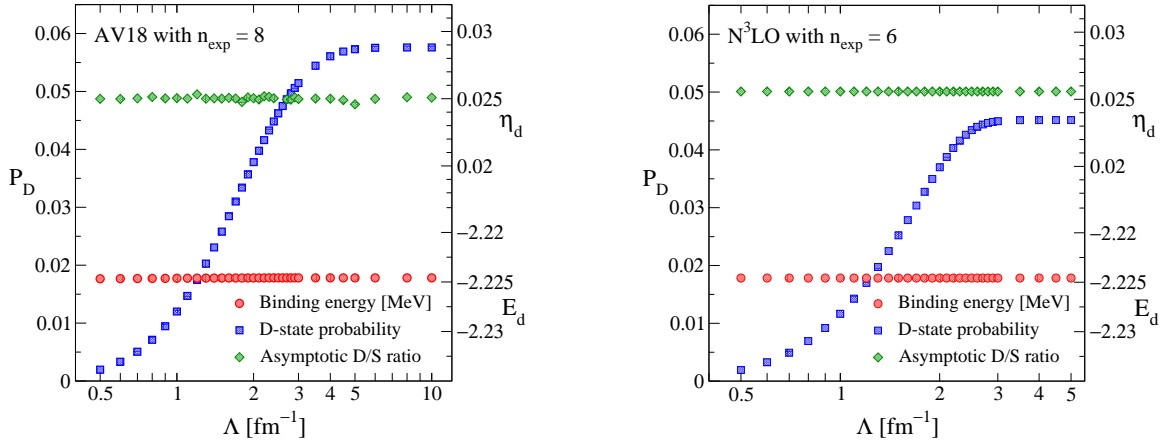 AV18 with n_exp = 8
0.06
0.05
0.04
P_D
0.03
0.02
0.01
0
0.03
0.025
η_d
0.02
−2.22
−2.225
E_d
−2.23
Binding energy [MeV]
D-state probability
Asymptotic D/S ratio
0.5 1 2 3 4 5 10
Λ [fm⁻¹]
N³LO with n_exp = 6
0.06
0.05
0.04
P_D
0.03
0.02
0.01
0
0.03
0.025
η_d
0.02
−2.22
−2.225
E_d
−2.23
Binding energy [MeV]
D-state probability
Asymptotic D/S ratio
0.5 1 2 3 4 5
Λ [fm⁻¹]